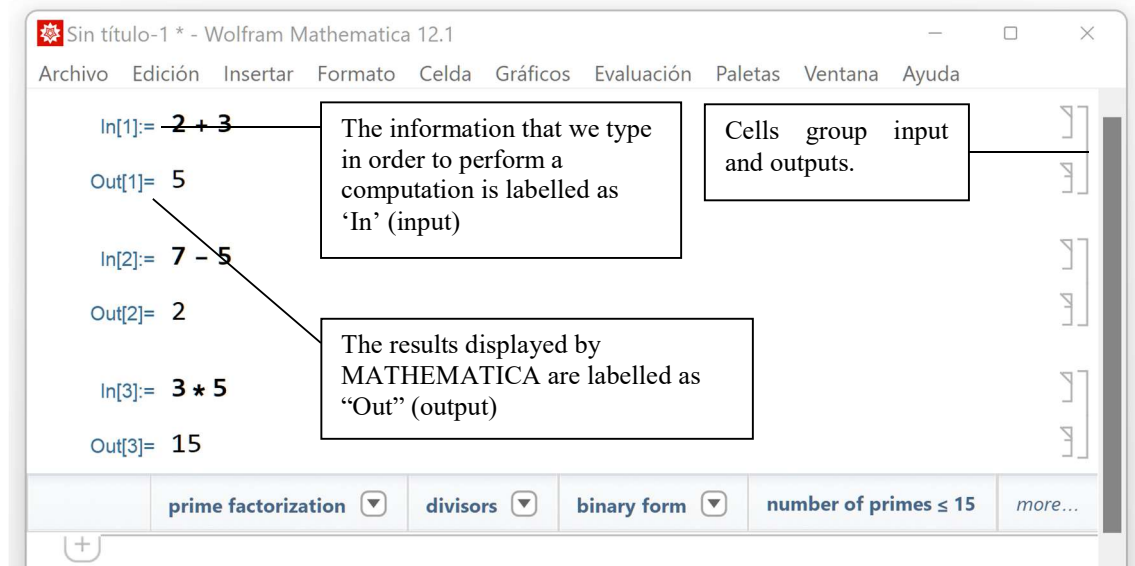 Sin título-1 * - Wolfram Mathematica 12.1
Archivo Edición Insertar Formato Celda Gráficos Evaluación Paletas Ventana Ayuda
In[1]:= 2 + 3
The information that we type
in order to perform a
computation is labelled as
‘In’ (input)
Cells group input
and outputs.
Out[1]= 5
In[2]:= 7 – 5
Out[2]= 2
The results displayed by
MATHEMATICA are labelled as
“Out” (output)
In[3]:= 3 * 5
Out[3]= 15
prime factorization divisors binary form number of primes ≤ 15 more...